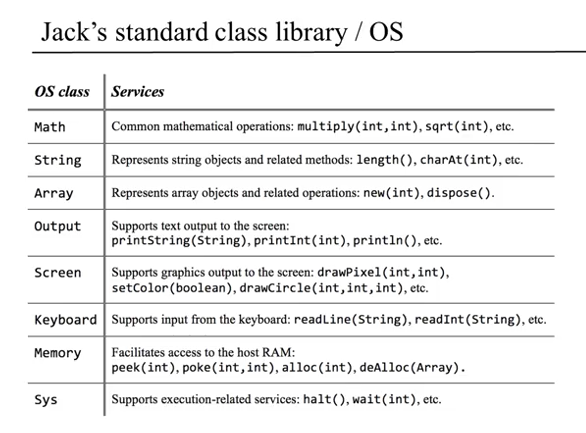 Jack’s standard class library / OS
OS class Services
Math Common mathematical operations: multiply(int,int), sqrt(int), etc.
String Represents string objects and related methods: length(), charAt(int), etc.
Array Represents array objects and related operations: new(int), dispose().
Output Supports text output to the screen:
printString(String), printInt(int), println(), etc.
Screen Supports graphics output to the screen: drawPixel(int,int),
setColor(boolean), drawCircle(int,int,int), etc.
Keyboard Supports input from the keyboard: readLine(String), readInt(String), etc.
Memory Facilitates access to the host RAM:
peek(int), poke(int,int), alloc(int), deAlloc(Array).
Sys Supports execution-related services: halt(), wait(int), etc.